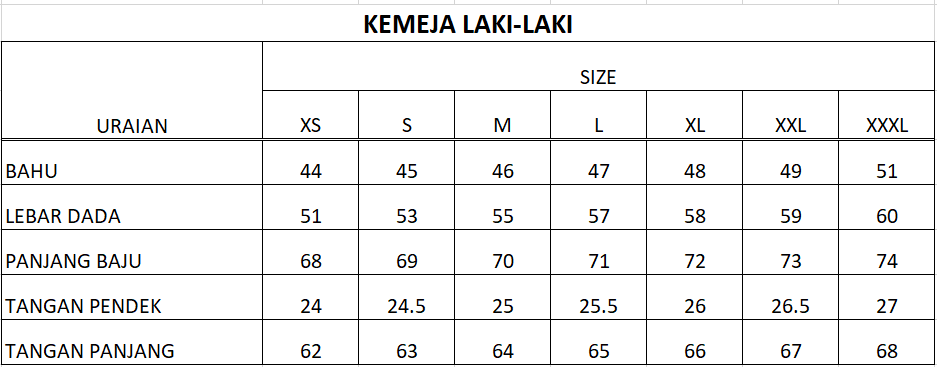 KEMEJA LAKI-LAKI
SIZE
URAIAN XS S M L XL XXL XXXL
BAHU 44 45 46 47 48 49 51
LEBAR DADA 51 53 55 57 58 59 60
PANJANG BAJU 68 69 70 71 72 73 74
TANGAN PENDEK 24 24.5 25 25.5 26 26.5 27
TANGAN PANJANG 62 63 64 65 66 67 68